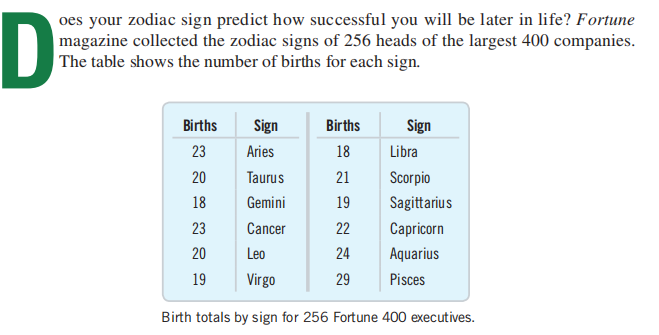 Does your zodiac sign predict how successful you will be later in life? Fortune
magazine collected the zodiac signs of 256 heads of the largest 400 companies.
The table shows the number of births for each sign.
Births Sign Births Sign
23 Aries 18 Libra
20 Taurus 21 Scorpio
18 Gemini 19 Sagittarius
23 Cancer 22 Capricorn
20 Leo 24 Aquarius
19 Virgo 29 Pisces
Birth totals by sign for 256 Fortune 400 executives.